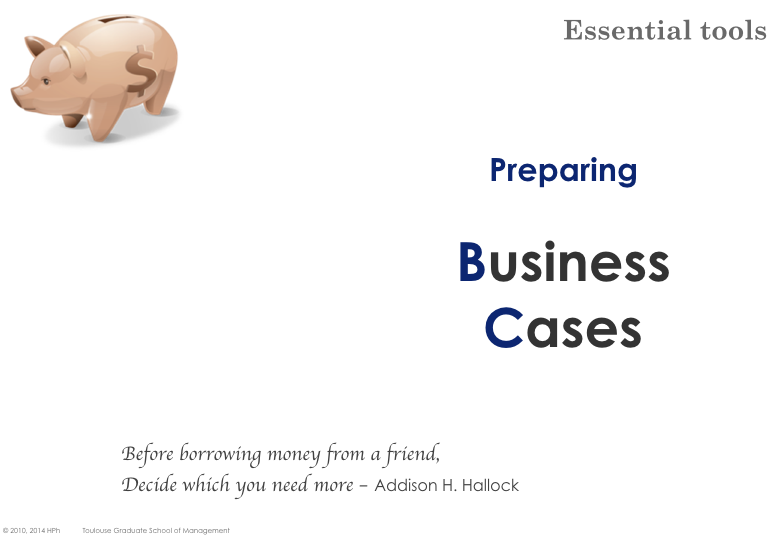 Essential tools
$
Preparing
Business
Cases
Before borrowing money from a friend,
Decide which you need more – Addison H. Hallock
© 2010, 2014 HPh Toulouse Graduate School of Management